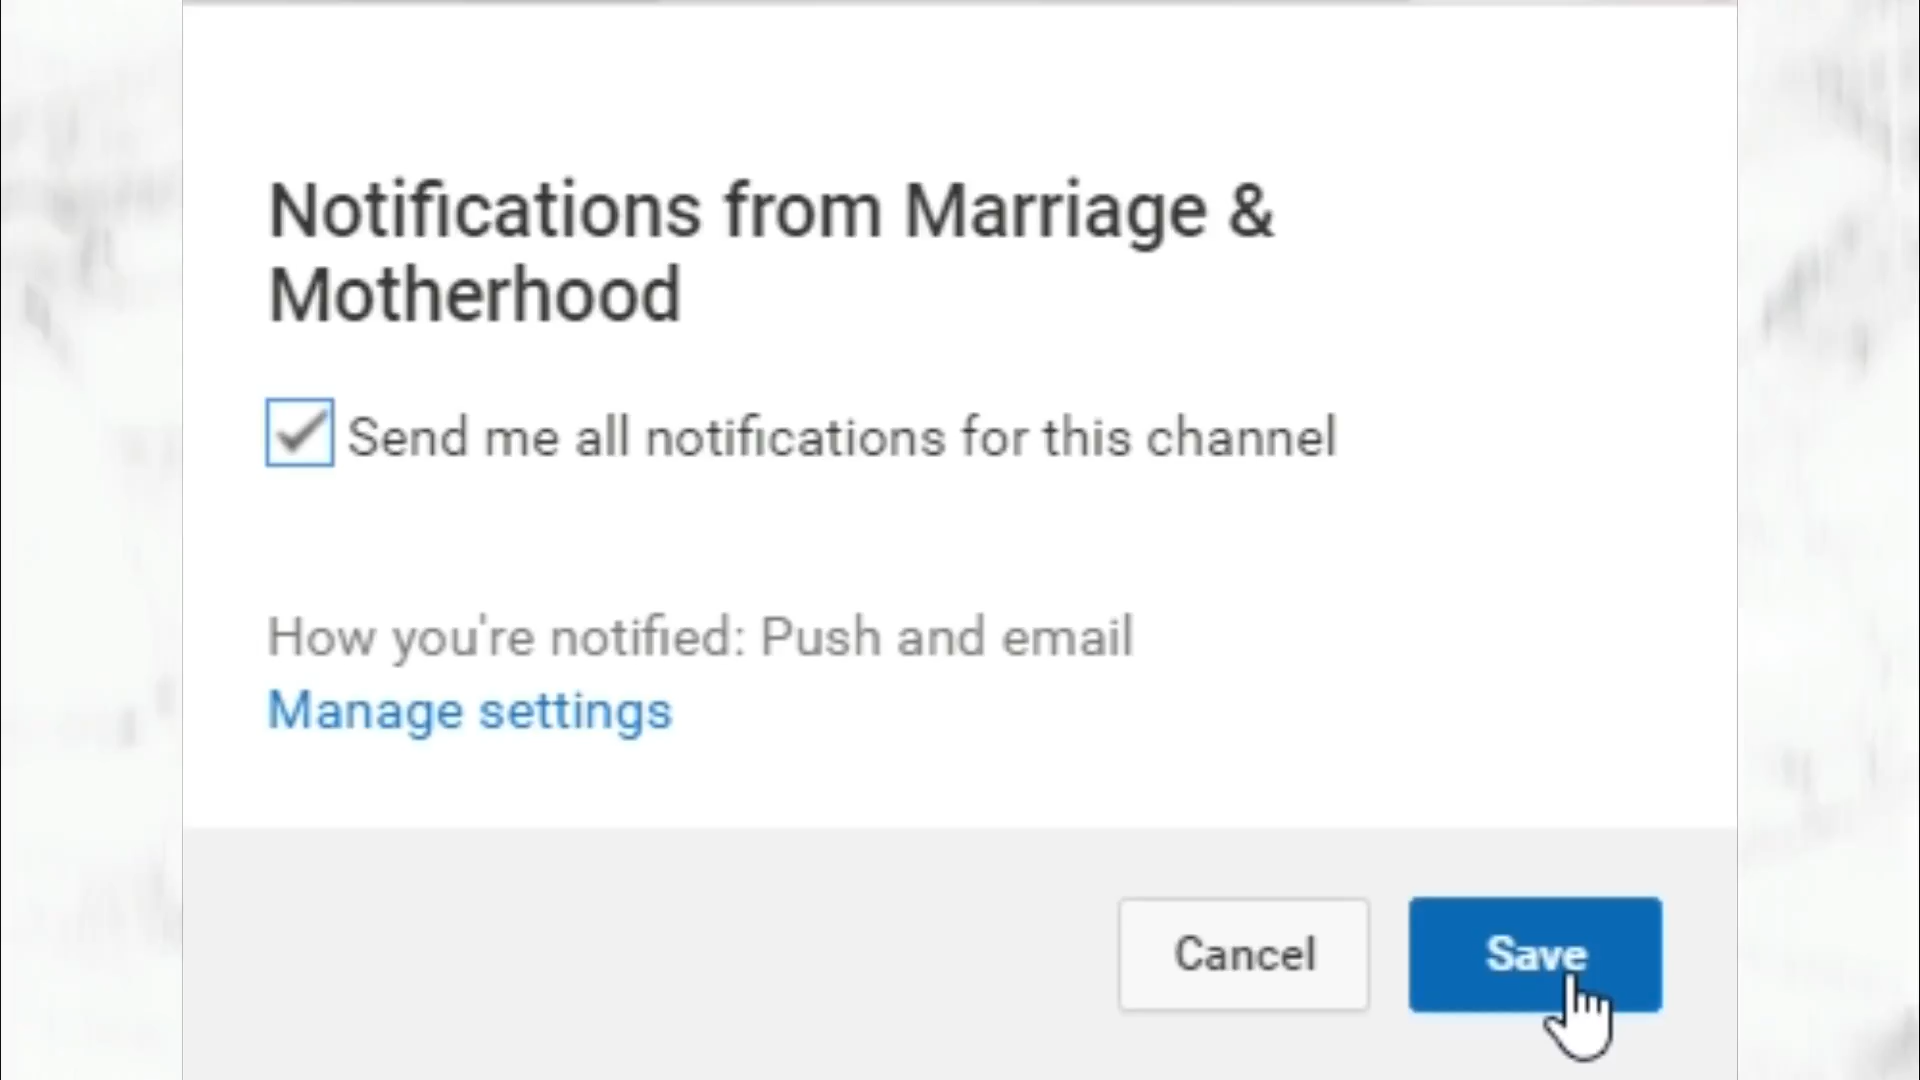 Notifications from Marriage &
Motherhood
Send me all notifications for this channel
How you're notified: Push and email
Manage settings
Cancel
Save